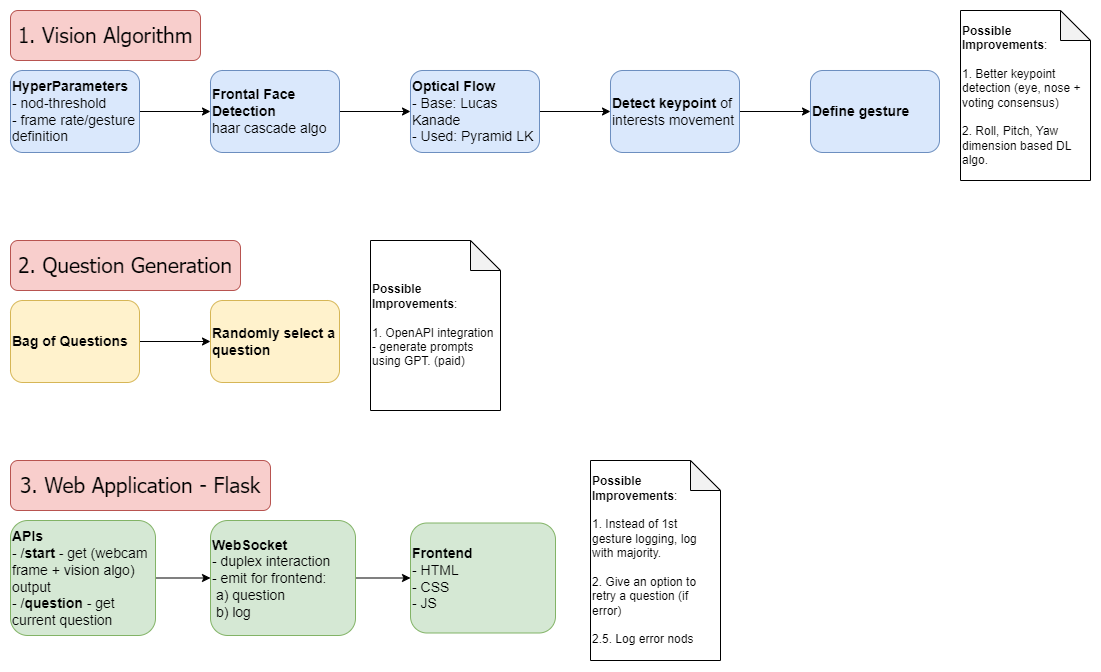 1. Vision Algorithm
HyperParameters
- nod-threshold
- frame rate/gesture
definition
Frontal Face
Detection
haar cascade algo
Optical Flow
- Base: Lucas
Kanade
- Used: Pyramid LK
Detect keypoint of
interests movement
Define gesture
Possible
Improvements:
1. Better keypoint
detection (eye, nose +
voting consensus)
2. Roll, Pitch, Yaw
dimension based DL
algo.
2. Question Generation
Bag of Questions
Randomly select a
question
Possible
Improvements:
1. OpenAPI integration
- generate prompts
using GPT. (paid)
3. Web Application - Flask
APIs
- /start - get (webcam
frame + vision algo)
output
- /question - get
current question
WebSocket
- duplex interaction
- emit for frontend:
a) question
b) log
Frontend
- HTML
- CSS
- JS
Possible
Improvements:
1. Instead of 1st
gesture logging, log
with majority.
2. Give an option to
retry a question (if
error)
2.5. Log error nods